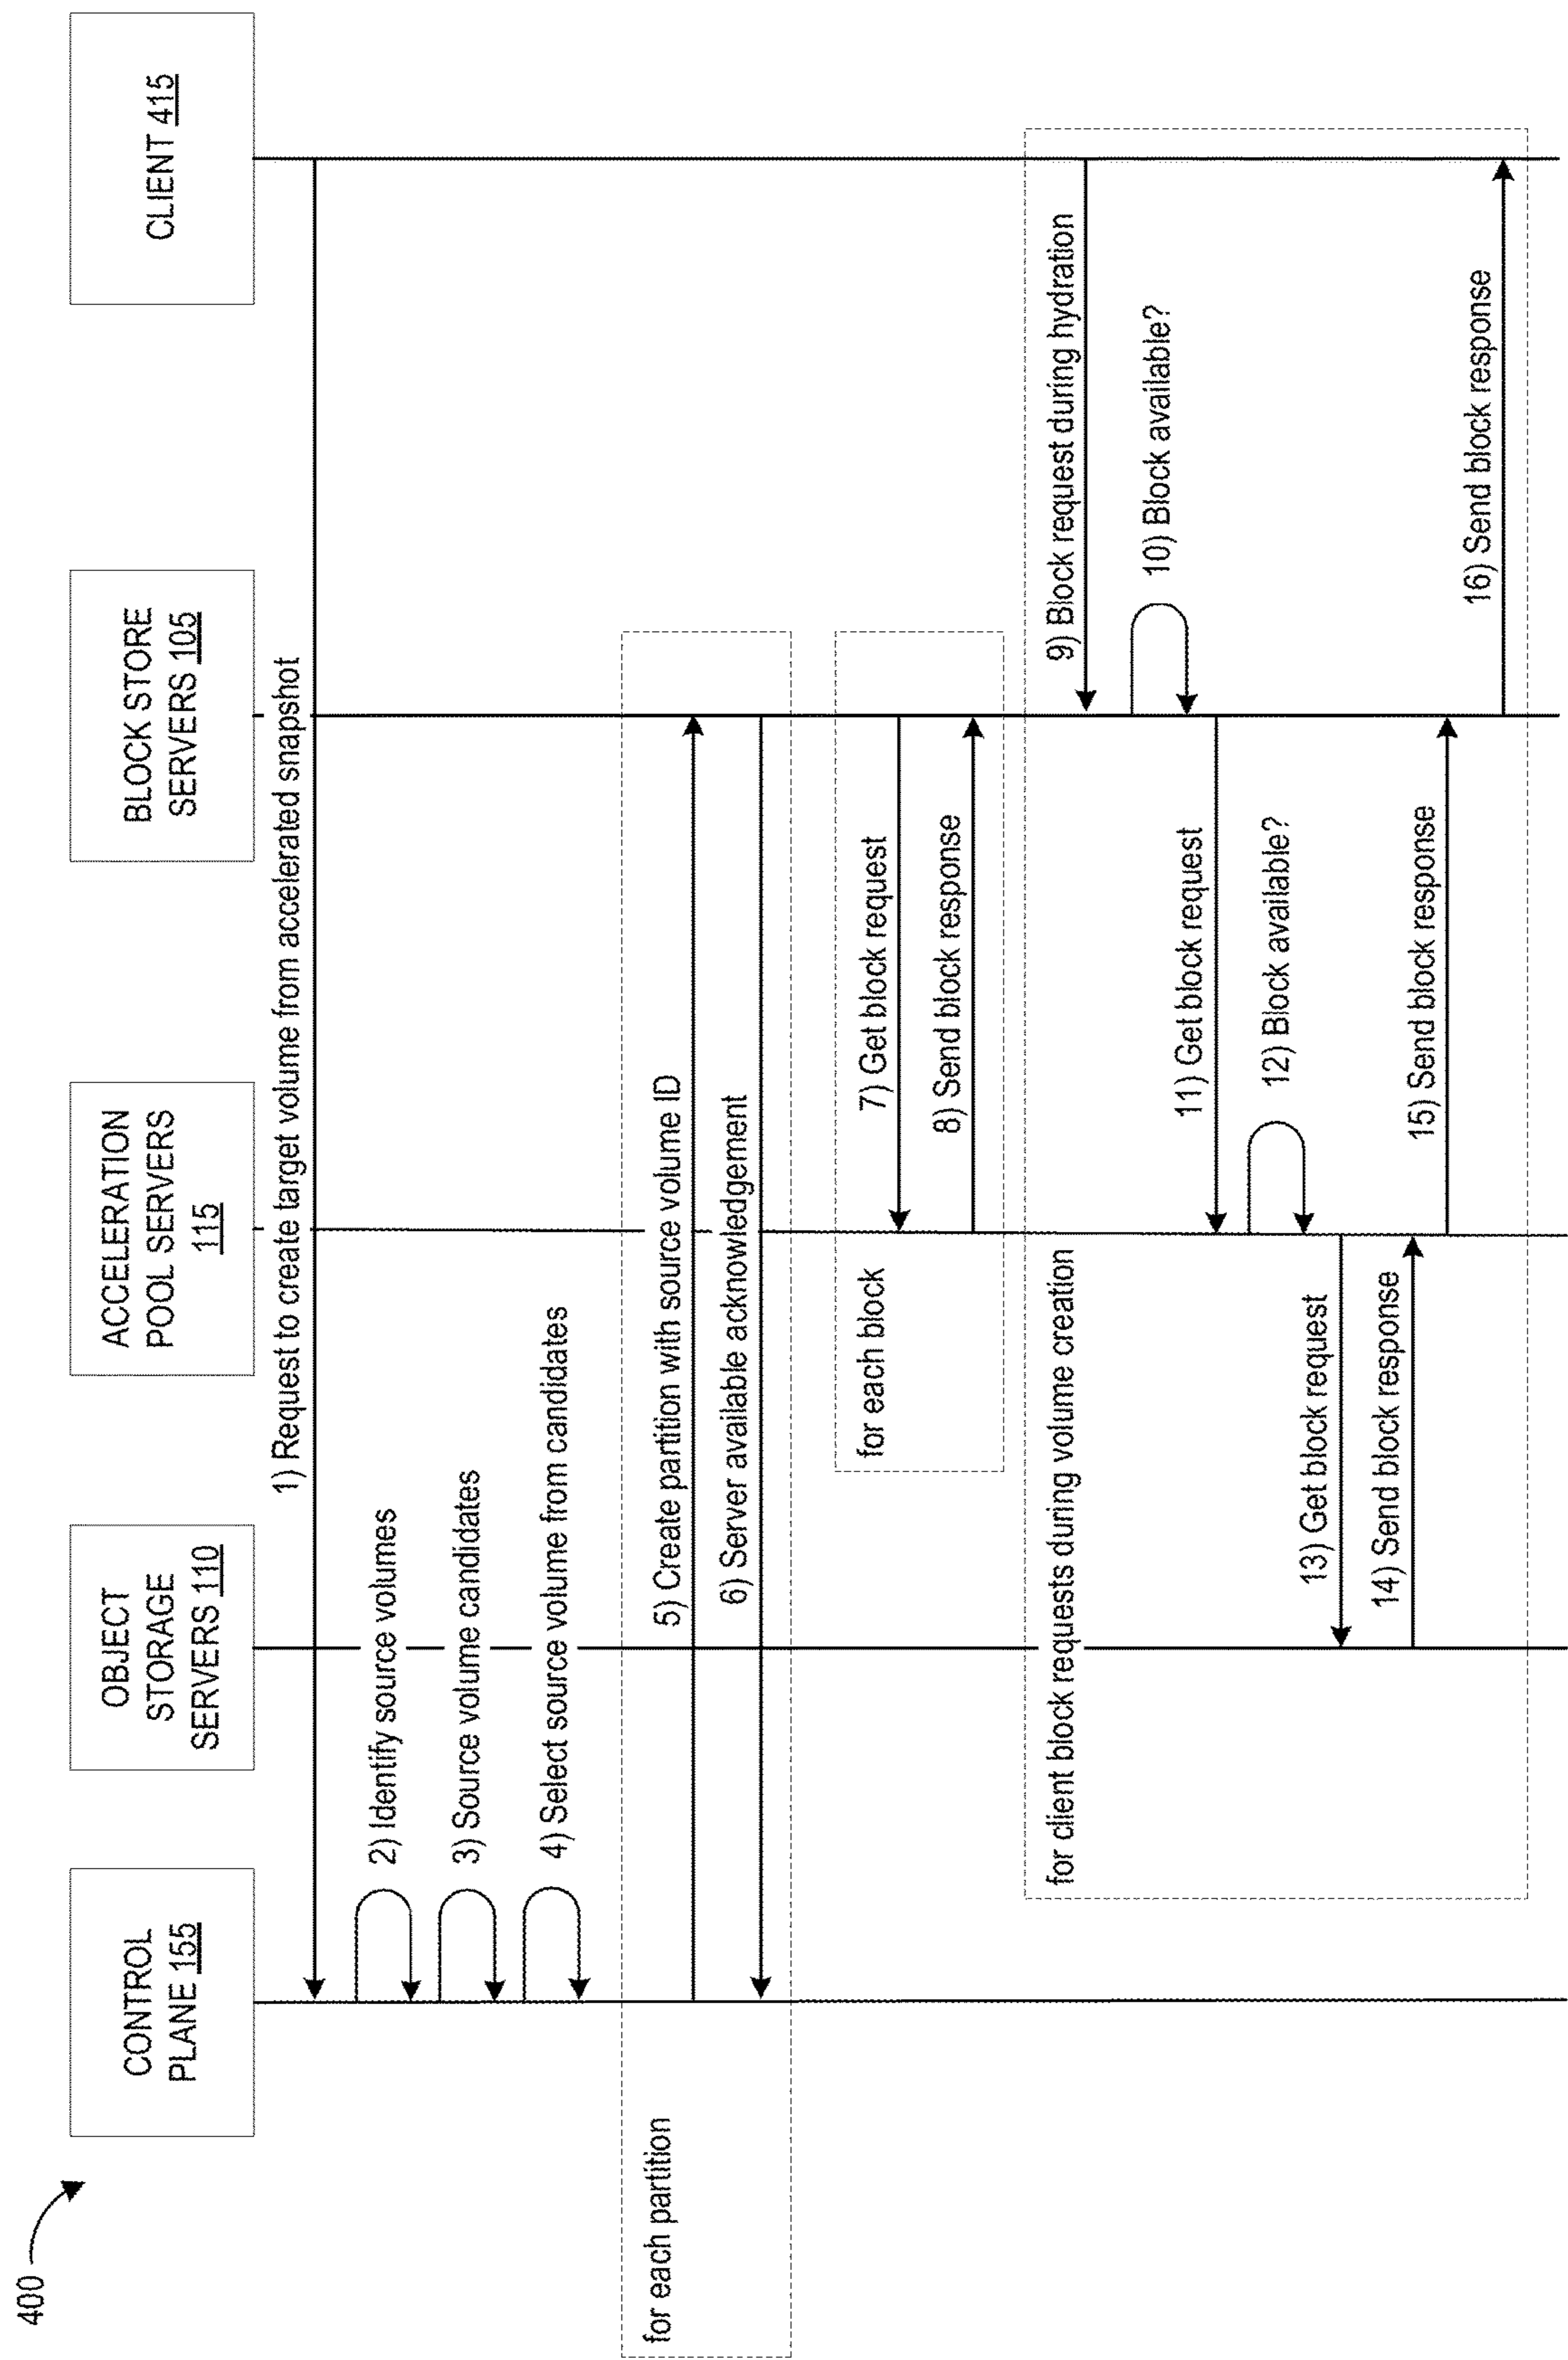 400
CONTROL
PLANE 155
OBJECT
STORAGE
SERVERS 110
ACCELERATION
POOL SERVERS
115
BLOCK STORE
SERVERS 105
CLIENT 415
1) Request to create target volume from accelerated snapshot
2) Identify source volumes
3) Source volume candidates
4) Select source volume from candidates
for each partition
5) Create partition with source volume ID
6) Server available acknowledgement
for each block
7) Get block request
8) Send block response
for client block requests during volume creation
9) Block request during hydration
10) Block available?
11) Get block request
12) Block available?
13) Get block request
14) Send block response
15) Send block response
16) Send block response